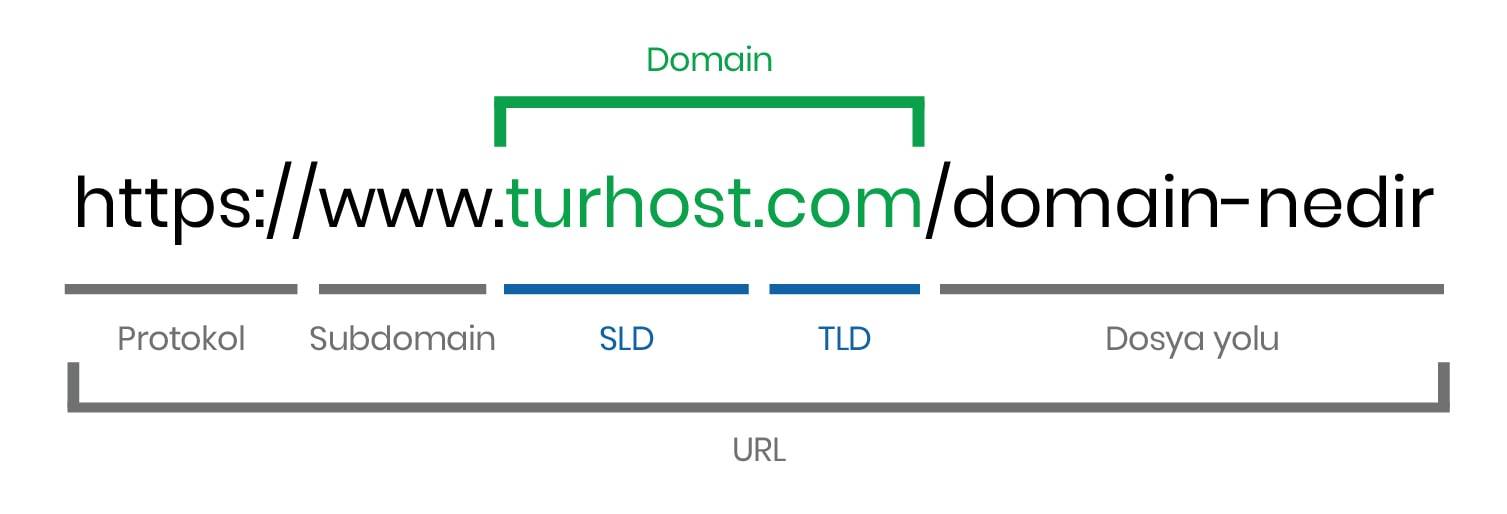 Domain
https://www.turhost.com/domain-nedir
Protokol Subdomain SLD TLD Dosya yolu
URL